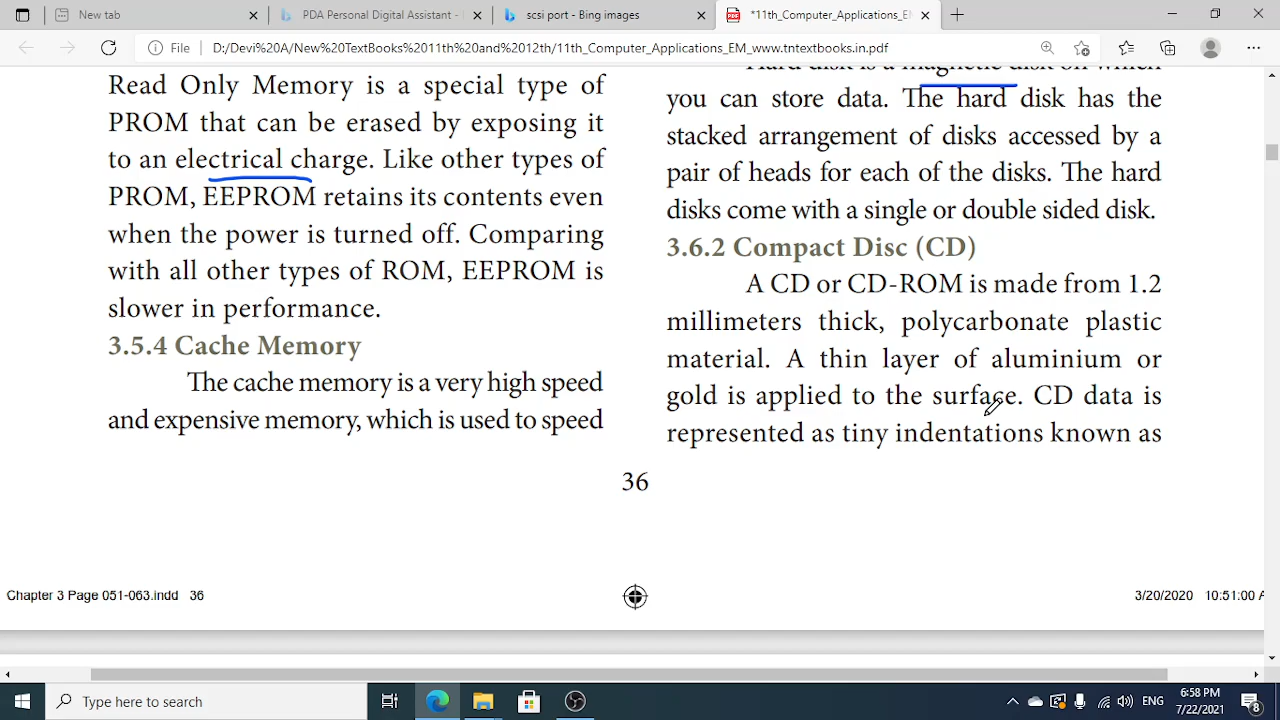 New tab
PDA Personal Digital Assistant -
scsi port - Bing images
*11th_Computer_Applications_EM
File
D:/Devi%20A/New%20TextBooks%2011th%20and%2012th/11th_Computer_Applications_EM_www.tntextbooks.in.pdf
Read Only Memory is a special type of
PROM that can be erased by exposing it
to an electrical charge. Like other types of
PROM, EEPROM retains its contents even
when the power is turned off. Comparing
with all other types of ROM, EEPROM is
slower in performance.
3.5.4 Cache Memory
The cache memory is a very high speed
and expensive memory, which is used to speed
Hard disk is a magnetic disk on which
you can store data. The hard disk has the
stacked arrangement of disks accessed by a
pair of heads for each of the disks. The hard
disks come with a single or double sided disk.
3.6.2 Compact Disc (CD)
A CD or CD-ROM is made from 1.2
millimeters thick, polycarbonate plastic
material. A thin layer of aluminium or
gold is applied to the surface. CD data is
represented as tiny indentations known as
36
Chapter 3 Page 051-063.indd 36
3/20/2020 10:51:00 A
Type here to search
ENG
6:58 PM
7/22/2021
8